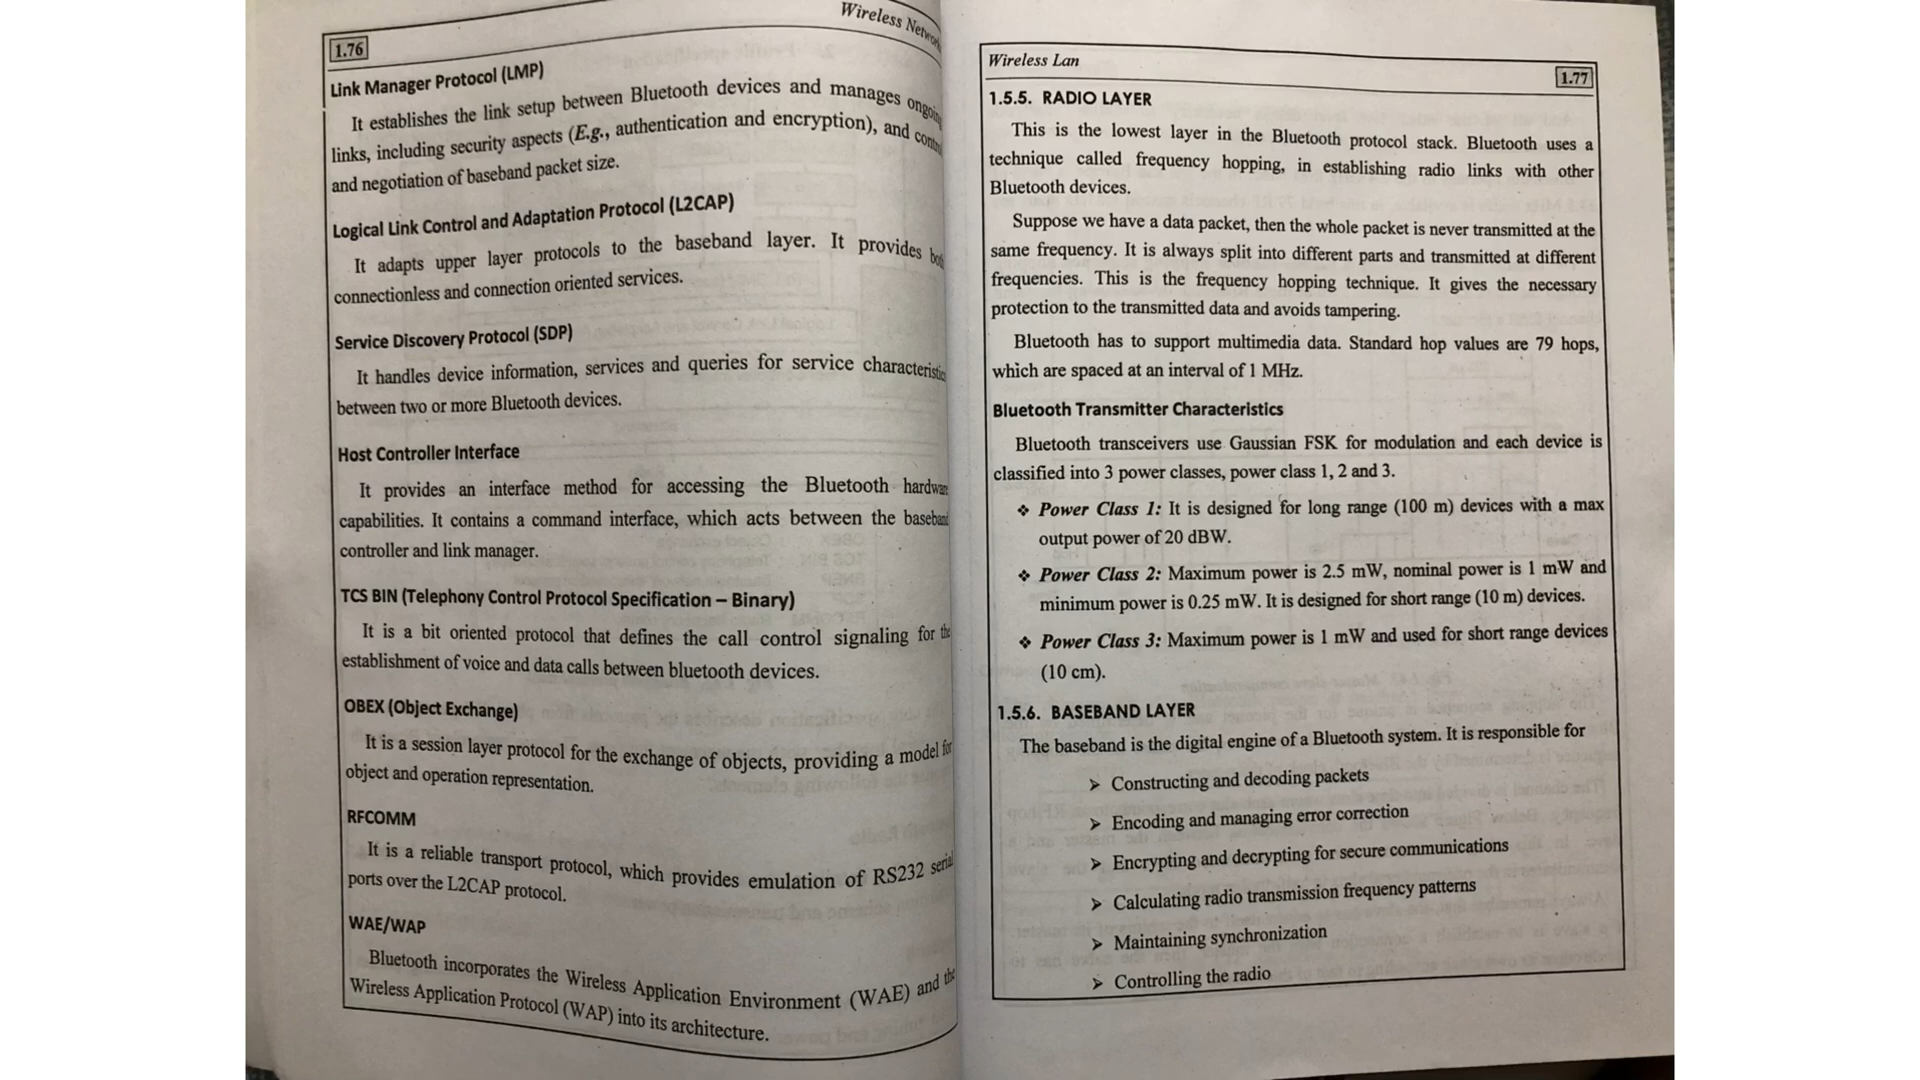 1.76
Wireless Networ
Link Manager Protocol (LMP)
It establishes the link setup between Bluetooth devices and manages ongoin
links, including security aspects (E.g., authentication and encryption), and contro
and negotiation of baseband packet size.
Logical Link Control and Adaptation Protocol (L2CAP)
It adapts upper layer protocols to the baseband layer. It provides both
connectionless and connection oriented services.
Service Discovery Protocol (SDP)
It handles device information, services and queries for service characteristic
between two or more Bluetooth devices.
Host Controller Interface
It provides an interface method for accessing the Bluetooth hardware
capabilities. It contains a command interface, which acts between the baseband
controller and link manager.
TCS BIN (Telephony Control Protocol Specification – Binary)
It is a bit oriented protocol that defines the call control signaling for the
establishment of voice and data calls between bluetooth devices.
OBEX (Object Exchange)
It is a session layer protocol for the exchange of objects, providing a model for
object and operation representation.
RFCOMM
It is a reliable transport protocol, which provides emulation of RS232 serial
ports over the L2CAP protocol.
WAE/WAP
Bluetooth incorporates the Wireless Application Environment (WAE) and the
Wireless Application Protocol (WAP) into its architecture.
Wireless Lan
1.77
1.5.5. RADIO LAYER
This is the lowest layer in the Bluetooth protocol stack. Bluetooth uses a
technique called frequency hopping, in establishing radio links with other
Bluetooth devices.
Suppose we have a data packet, then the whole packet is never transmitted at the
same frequency. It is always split into different parts and transmitted at different
frequencies. This is the frequency hopping technique. It gives the necessary
protection to the transmitted data and avoids tampering.
Bluetooth has to support multimedia data. Standard hop values are 79 hops,
which are spaced at an interval of 1 MHz.
Bluetooth Transmitter Characteristics
Bluetooth transceivers use Gaussian FSK for modulation and each device is
classified into 3 power classes, power class 1, 2 and 3.
❖ Power Class 1: It is designed for long range (100 m) devices with a max
output power of 20 dBW.
❖ Power Class 2: Maximum power is 2.5 mW, nominal power is 1 mW and
minimum power is 0.25 mW. It is designed for short range (10 m) devices.
❖ Power Class 3: Maximum power is 1 mW and used for short range devices
(10 cm).
1.5.6. BASEBAND LAYER
The baseband is the digital engine of a Bluetooth system. It is responsible for
➢ Constructing and decoding packets
➢ Encoding and managing error correction
➢ Encrypting and decrypting for secure communications
➢ Calculating radio transmission frequency patterns
➢ Maintaining synchronization
➢ Controlling the radio